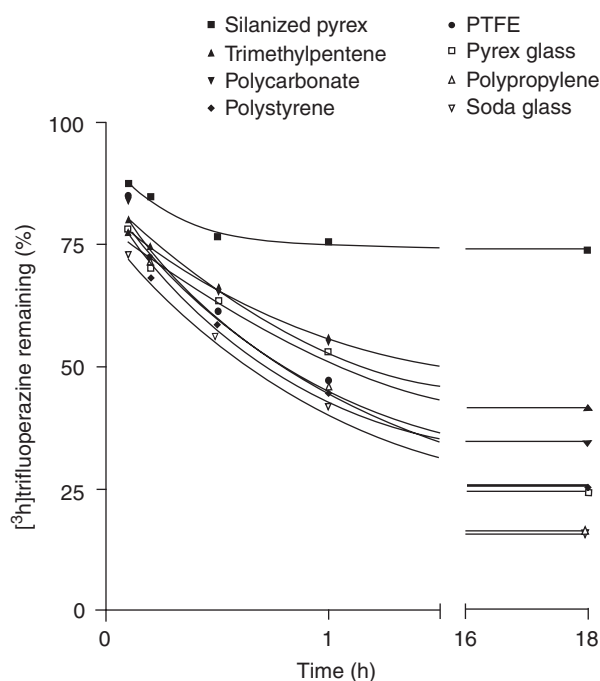 Silanized pyrex
Trimethylpentene
Polycarbonate
Polystyrene
PTFE
Pyrex glass
Polypropylene
Soda glass
100
75
50
25
0
[³h]trifluoperazine remaining (%)
0
1
16
18
Time (h)